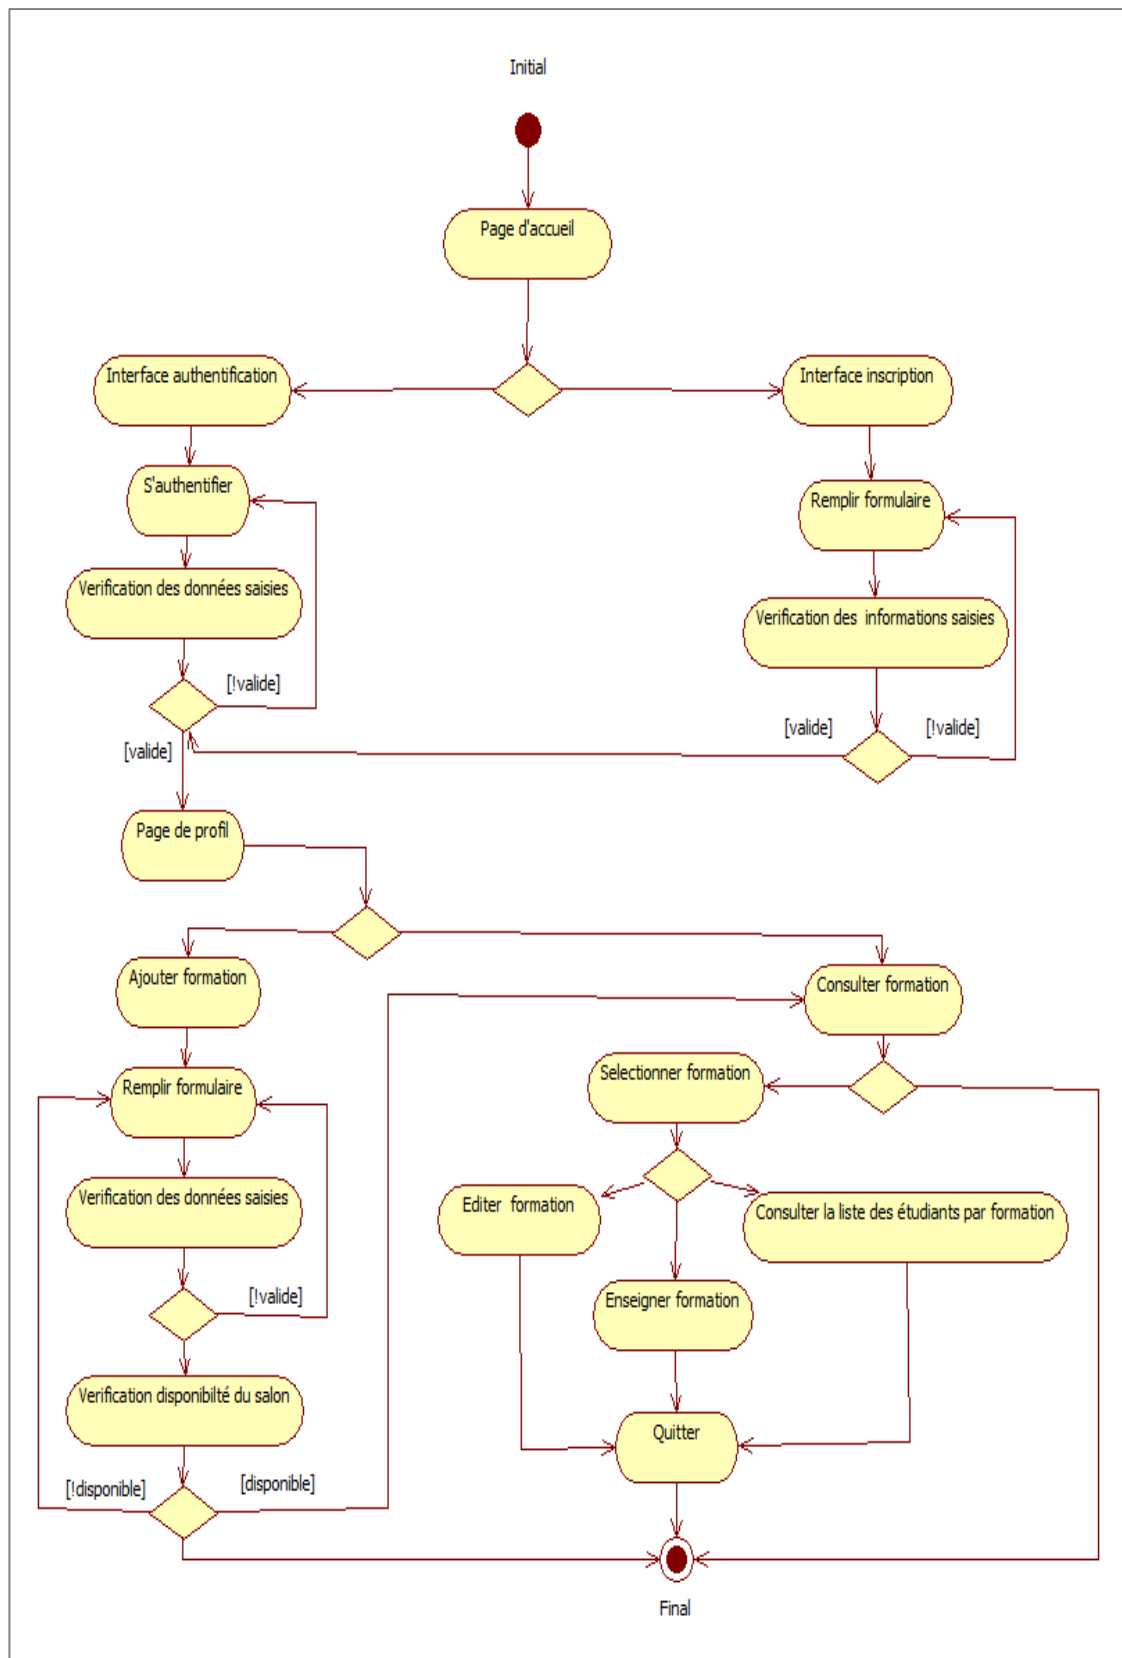 Initial
Page d'accueil
Interface authentification
Interface inscription
S'authentifier
Remplir formulaire
Verification des données saisies
Verification des  informations saisies
[!valide]
[valide]
[valide]
[!valide]
Page de profil
Ajouter formation
Consulter formation
Remplir formulaire
Selectionner formation
Verification des données saisies
Editer  formation
Consulter la liste des étudiants par formation
[!valide]
Enseigner formation
Verification disponibilté du salon
Quitter
[!disponible]
[disponible]
Final